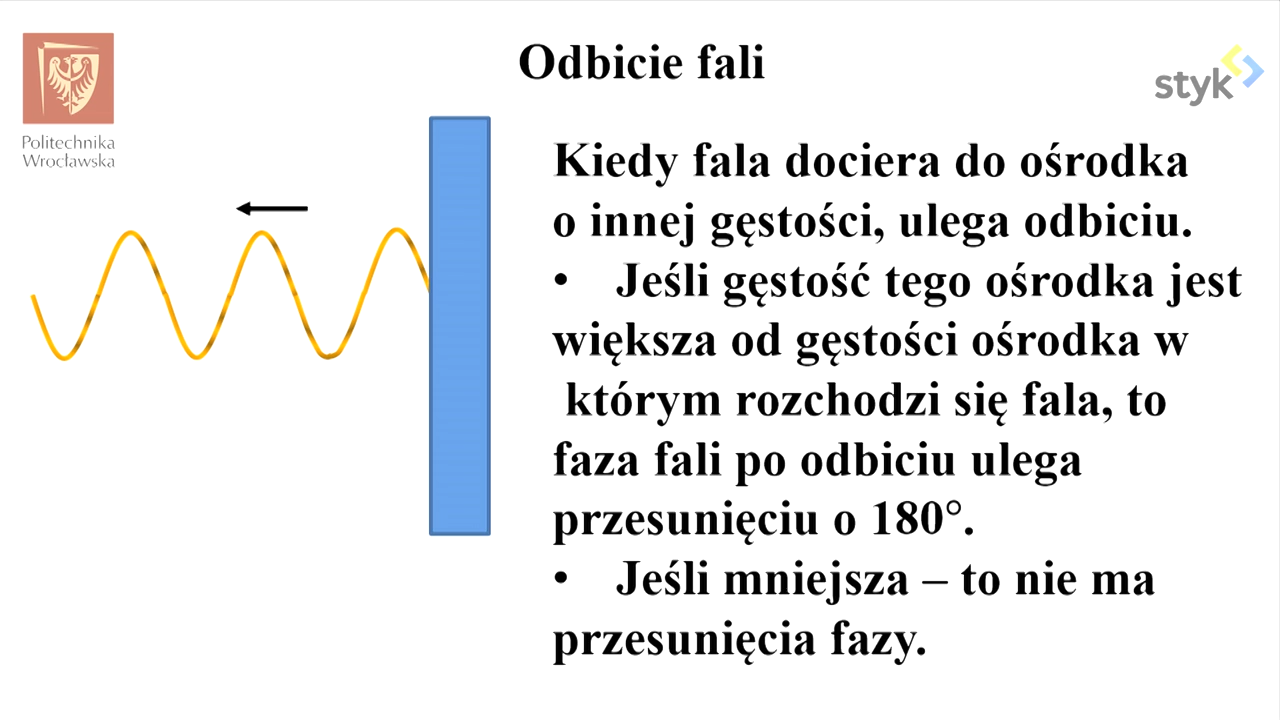 Odbicie fali
Politechnika
Wrocławska
styk
Kiedy fala dociera do ośrodka
o innej gęstości, ulega odbiciu.
• Jeśli gęstość tego ośrodka jest
większa od gęstości ośrodka w
którym rozchodzi się fala, to
faza fali po odbiciu ulega
przesunięciu o 180°.
• Jeśli mniejsza – to nie ma
przesunięcia fazy.